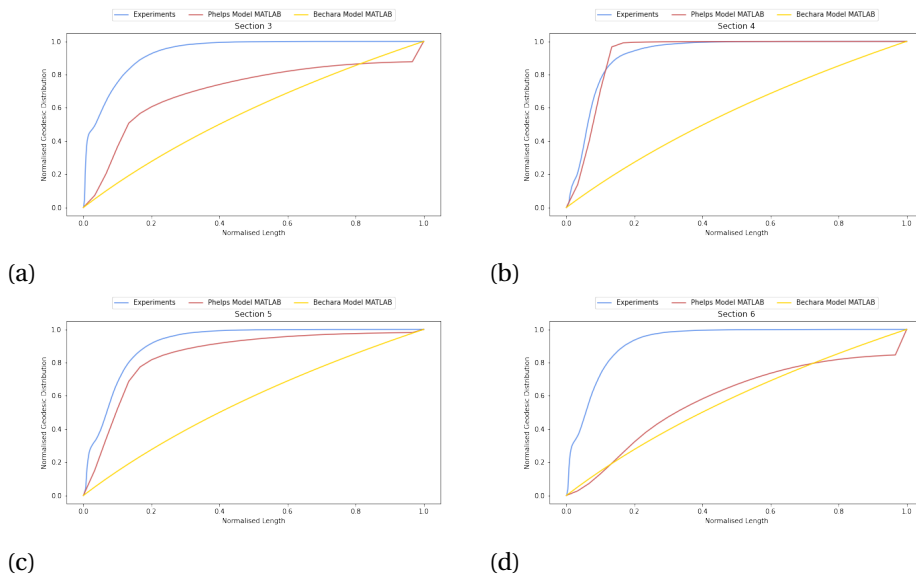 Experiments Phelps Model MATLAB Bechara Model MATLAB
Section 3
Normalised Geodesic Distribution
1.0
0.8
0.6
0.4
0.2
0.0
0.0 0.2 0.4 0.6 0.8 1.0
Normalised Length
(a)
Experiments Phelps Model MATLAB Bechara Model MATLAB
Section 4
Normalised Geodesic Distribution
1.0
0.8
0.6
0.4
0.2
0.0
0.0 0.2 0.4 0.6 0.8 1.0
Normalised Length
(b)
Experiments Phelps Model MATLAB Bechara Model MATLAB
Section 5
Normalised Geodesic Distribution
1.0
0.8
0.6
0.4
0.2
0.0
0.0 0.2 0.4 0.6 0.8 1.0
Normalised Length
(c)
Experiments Phelps Model MATLAB Bechara Model MATLAB
Section 6
Normalised Geodesic Distribution
1.0
0.8
0.6
0.4
0.2
0.0
0.0 0.2 0.4 0.6 0.8 1.0
Normalised Length
(d)